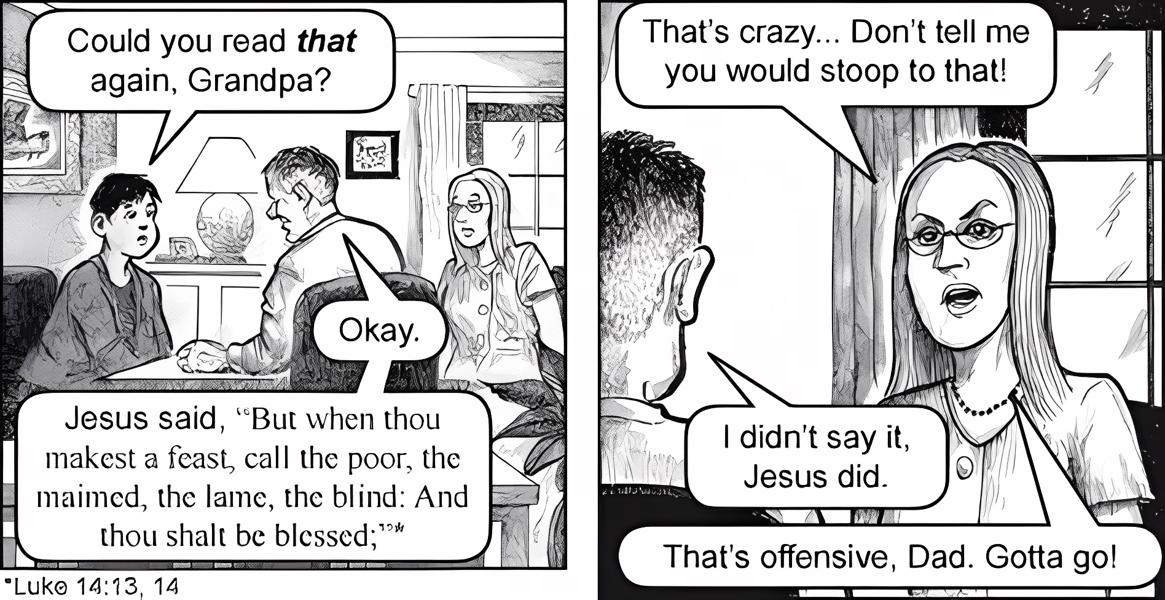 Could you read that
again, Grandpa?
Okay.
Jesus said, “But when thou
makest a feast, call the poor, the
maimed, the lame, the blind: And
thou shalt be blessed;”*
*Luke 14:13, 14
That's crazy... Don't tell me
you would stoop to that!
I didn't say it,
Jesus did.
That's offensive, Dad. Gotta go!